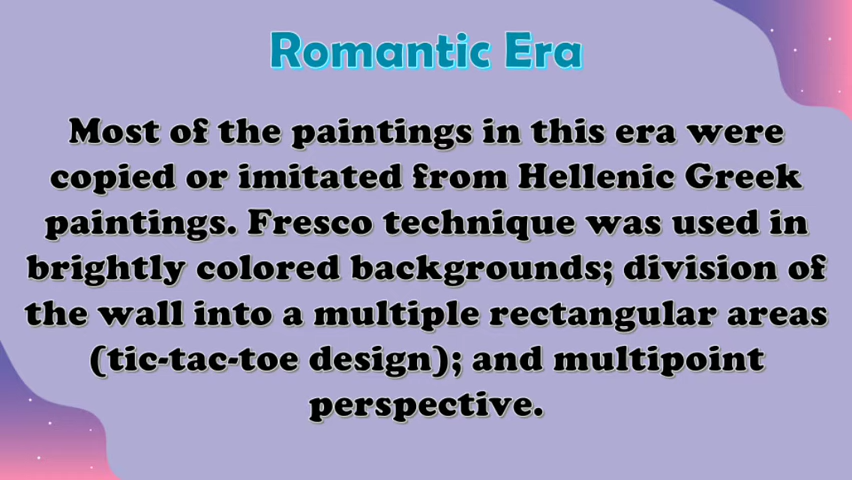 Romantic Era
Most of the paintings in this era were
copied or imitated from Hellenic Greek
paintings. Fresco technique was used in
brightly colored backgrounds; division of
the wall into a multiple rectangular areas
(tic-tac-toe design); and multipoint
perspective.